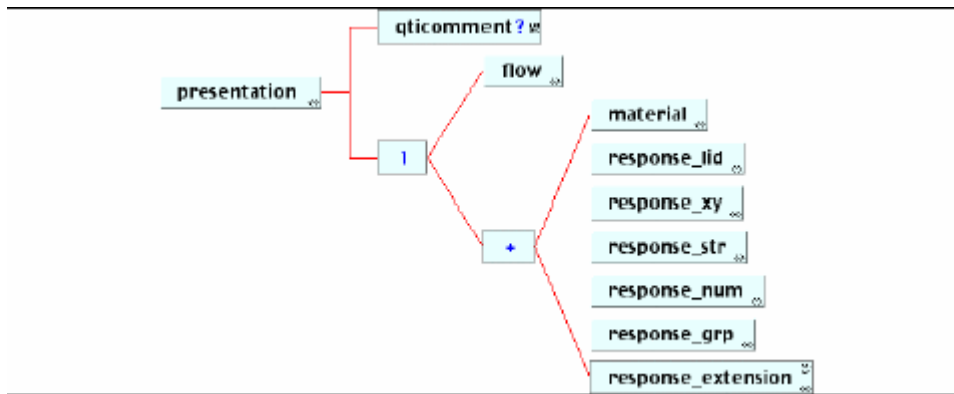 qticomment?
flow
presentation
material
1
response_lid
response_xy
+
response_str
response_num
response_grp
response_extension